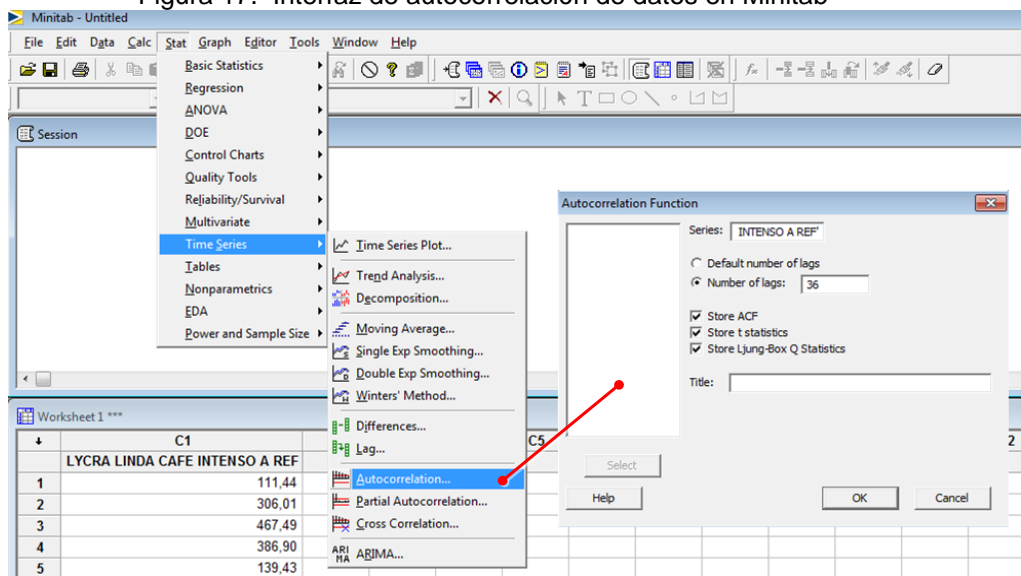 Figura 17. Interfaz de autocorrelación de datos en Minitab
Minitab - Untitled
File Edit Data Calc Stat Graph Editor Tools Window Help
Basic Statistics
Regression
ANOVA
DOE
Control Charts
Quality Tools
Reliability/Survival
Multivariate
Time Series
Tables
Nonparametrics
EDA
Power and Sample Size
Time Series Plot...
Trend Analysis...
Decomposition...
Moving Average...
Single Exp Smoothing...
Double Exp Smoothing...
Winters' Method...
Differences...
Lag...
Autocorrelation...
Partial Autocorrelation...
Cross Correlation...
ARIMA...
Session
Autocorrelation Function
Series: INTENSO A REF'
Default number of lags
Number of lags: 36
Store ACF
Store t statistics
Store Ljung-Box Q Statistics
Title:
Select
Help OK Cancel
Worksheet 1 ***
C1 C5 2
LYCRA LINDA CAFE INTENSO A REF
1 111,44
2 306,01
3 467,49
4 386,90
5 139,43